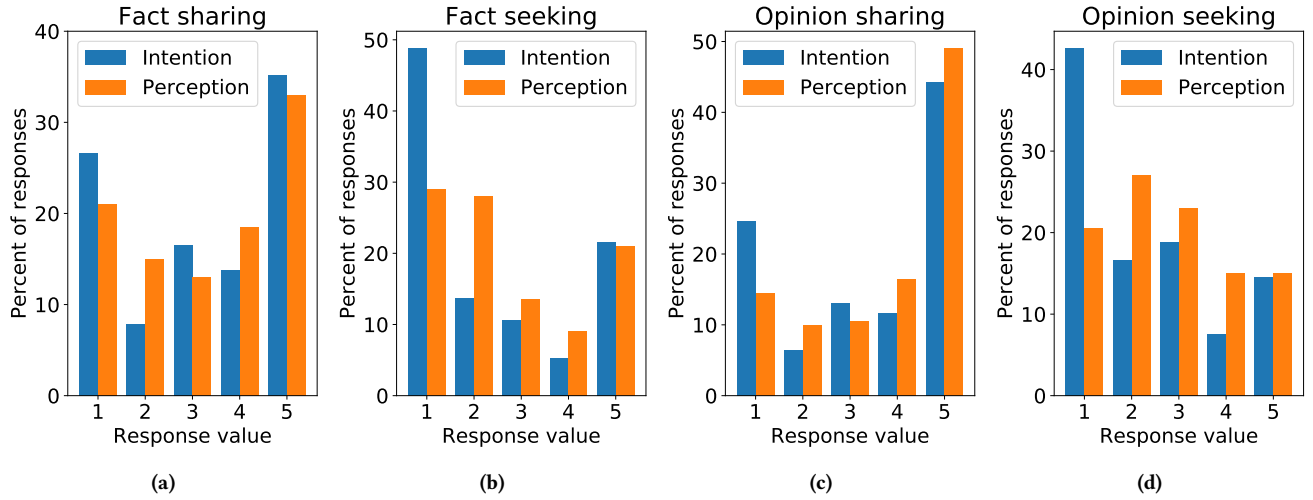 Fact sharing
40
30
20
10
0
Percent of responses
Intention
Perception
1 2 3 4 5
Response value
(a)
Fact seeking
50
40
30
20
10
0
Percent of responses
Intention
Perception
1 2 3 4 5
Response value
(b)
Opinion sharing
50
40
30
20
10
0
Percent of responses
Intention
Perception
1 2 3 4 5
Response value
(c)
Opinion seeking
40
30
20
10
0
Percent of responses
Intention
Perception
1 2 3 4 5
Response value
(d)